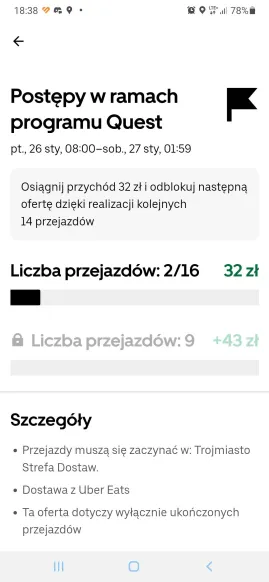 18:38 78%
Postępy w ramach
programu Quest
pt., 26 sty, 08:00–sob., 27 sty, 01:59
Osiągnij przychód 32 zł i odblokuj następną
ofertę dzięki realizacji kolejnych
14 przejazdów
Liczba przejazdów: 2/16 32 zł
Liczba przejazdów: 9 +43 zł
Szczegóły
• Przejazdy muszą się zaczynać w: Trojmiasto
Strefa Dostaw.
• Dostawa z Uber Eats
• Ta oferta dotyczy wyłącznie ukończonych
przejazdów